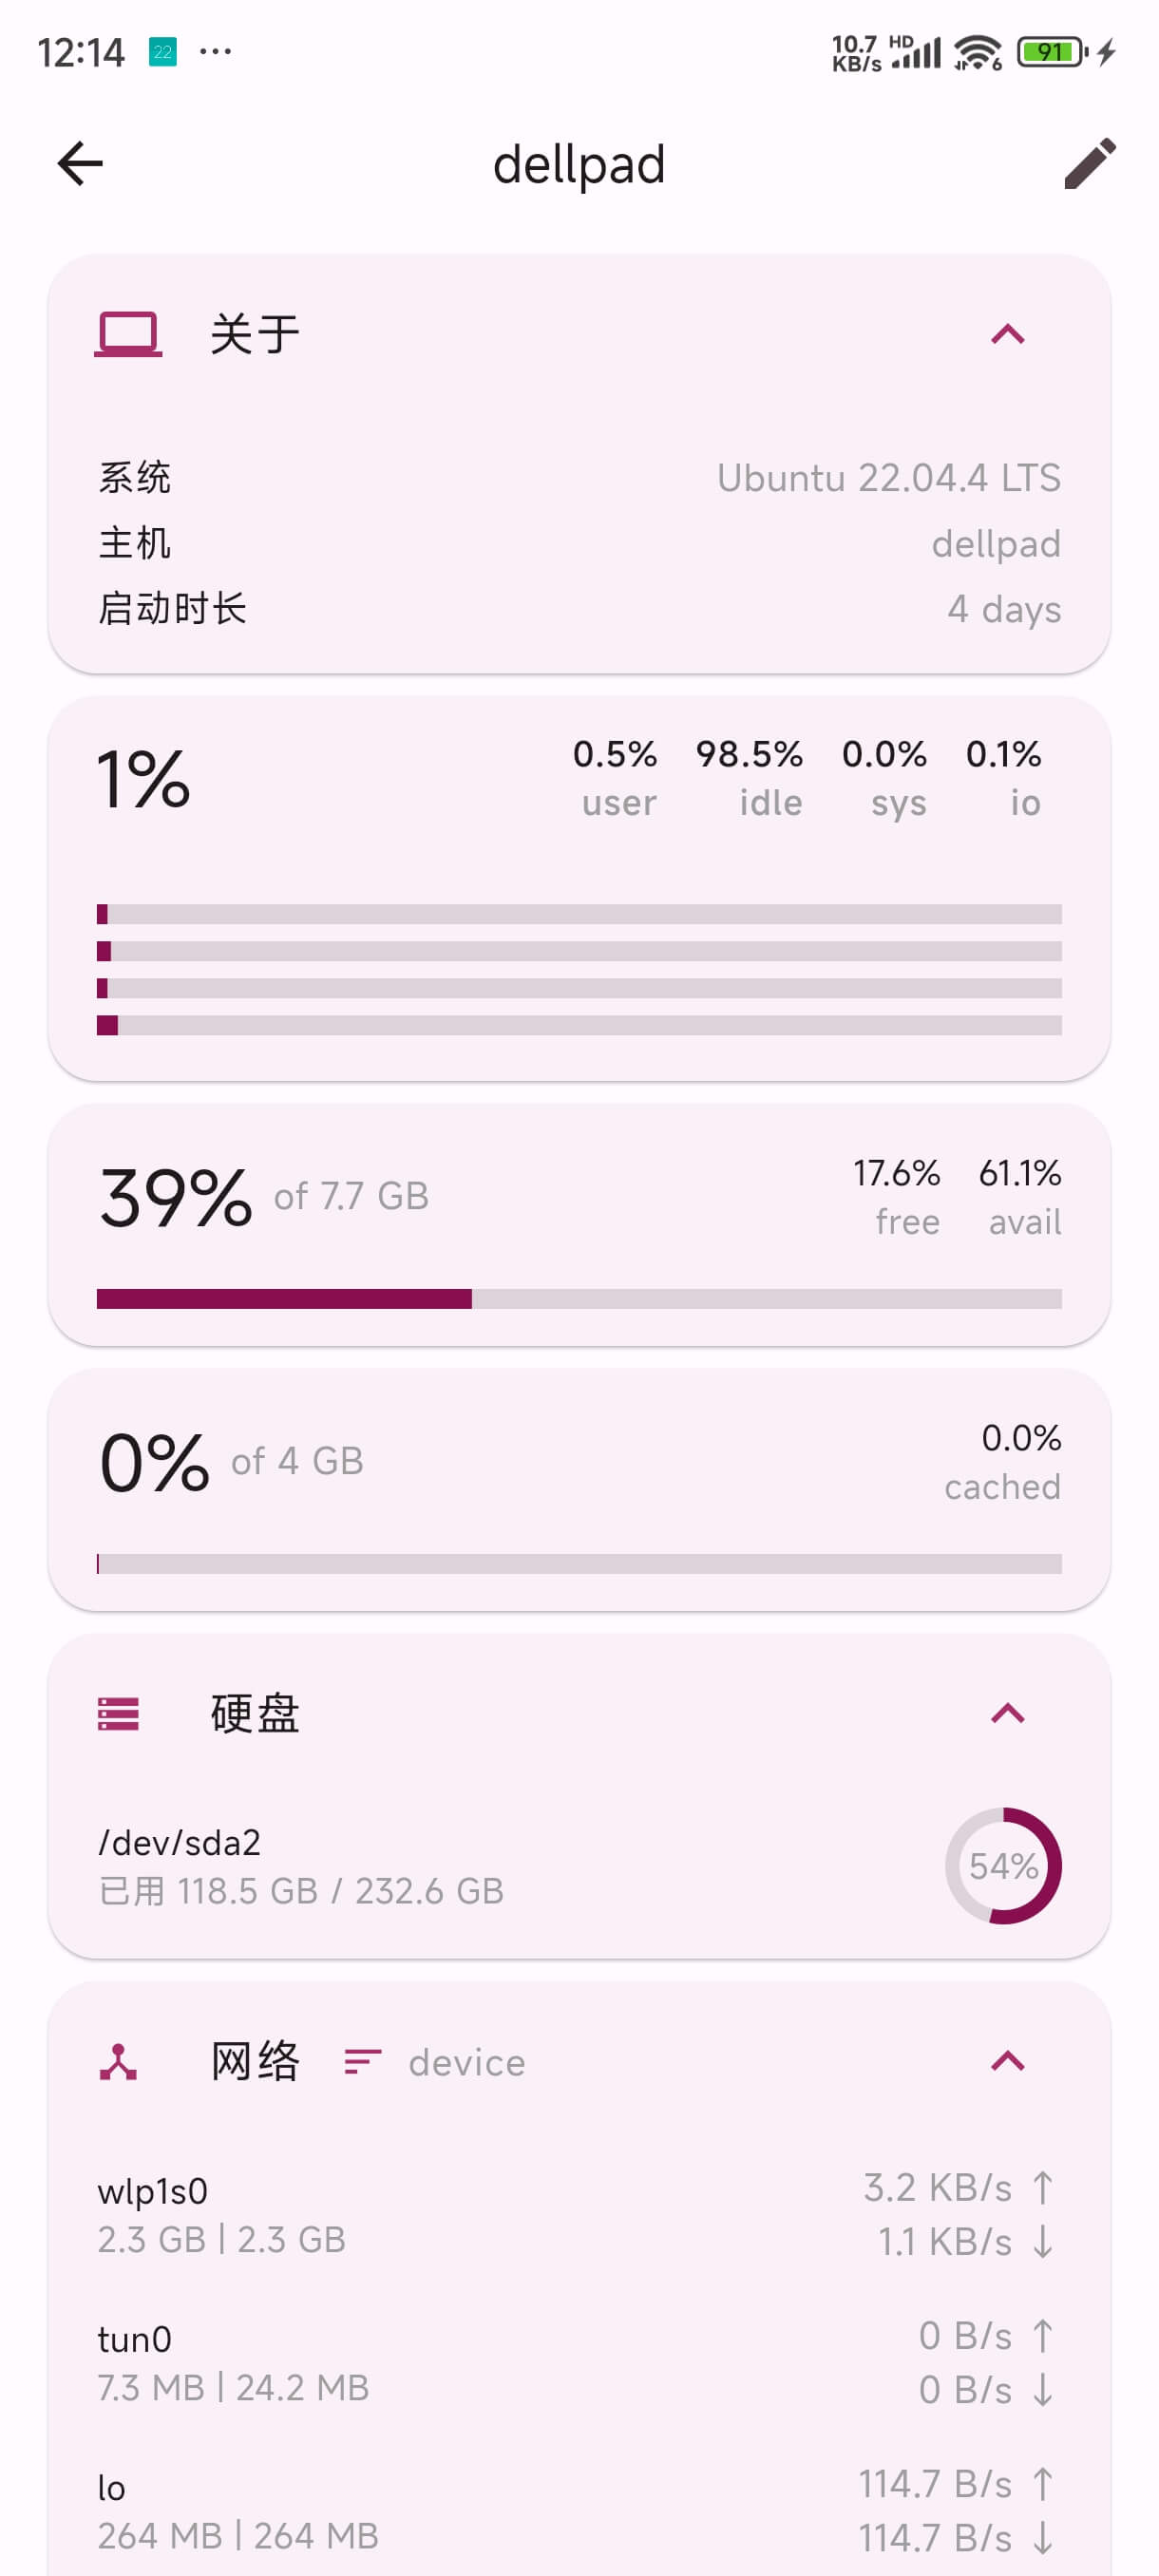 12:14 22 ... 10.7 KB/s HD 6 91
dellpad
关于
系统 Ubuntu 22.04.4 LTS
主机 dellpad
启动时长 4 days
1% 0.5% 98.5% 0.0% 0.1%
user idle sys io
39% of 7.7 GB 17.6% 61.1%
free avail
0% of 4 GB 0.0%
cached
硬盘
/dev/sda2
已用 118.5 GB / 232.6 GB 54%
网络 device
wlp1s0 3.2 KB/s ↑
2.3 GB | 2.3 GB 1.1 KB/s ↓
tun0 0 B/s ↑
7.3 MB | 24.2 MB 0 B/s ↓
lo 114.7 B/s ↑
264 MB | 264 MB 114.7 B/s ↓